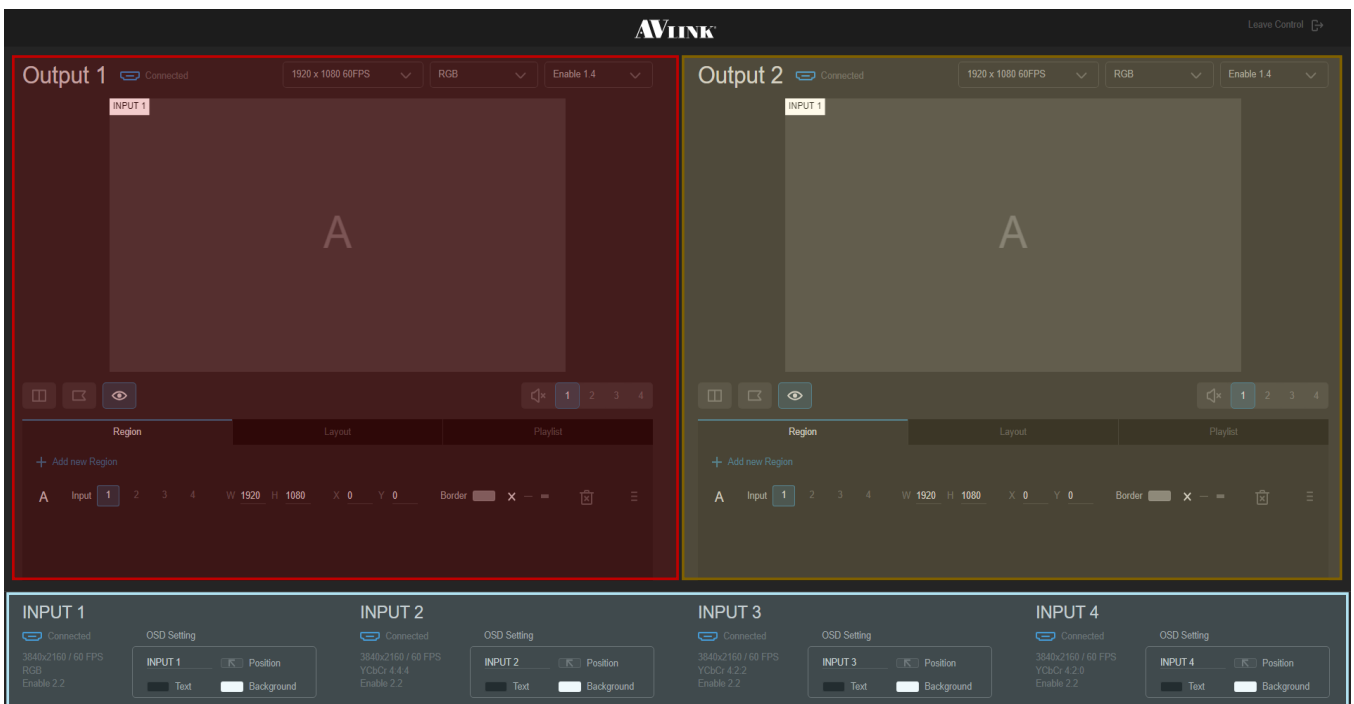 AVLINK
Leave Control
Output 1 Connected 1920 x 1080 60FPS RGB Enable 1.4
INPUT 1
A
1 2 3 4
Region Layout Playlist
+ Add new Region
A Input 1 2 3 4 W 1920 H 1080 X 0 Y 0 Border
Output 2 Connected 1920 x 1080 60FPS RGB Enable 1.4
INPUT 1
A
1 2 3 4
Region Layout Playlist
+ Add new Region
A Input 1 2 3 4 W 1920 H 1080 X 0 Y 0 Border
INPUT 1
Connected OSD Setting
3840x2160 / 60 FPS
RGB
Enable 2.2
INPUT 1 Position
Text Background
INPUT 2
Connected OSD Setting
3840x2160 / 60 FPS
YCbCr 4:4:4
Enable 2.2
INPUT 2 Position
Text Background
INPUT 3
Connected OSD Setting
3840x2160 / 60 FPS
YCbCr 4:2:2
Enable 2.2
INPUT 3 Position
Text Background
INPUT 4
Connected OSD Setting
3840x2160 / 60 FPS
YCbCr 4:2:0
Enable 2.2
INPUT 4 Position
Text Background